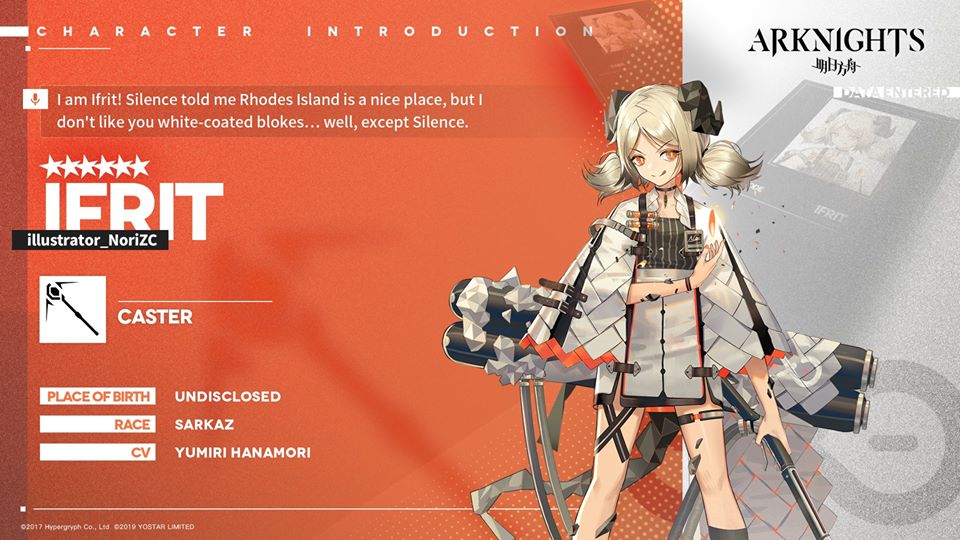 CHARACTER INTRODUCTION
ARKNIGHTS
明日方舟
DATA ENTERED
I am Ifrit! Silence told me Rhodes Island is a nice place, but I
don't like you white-coated blokes... well, except Silence.
IFRIT
illustrator_NoriZC
IFRIT
CASTER
PLACE OF BIRTH UNDISCLOSED
RACE SARKAZ
CV YUMIRI HANAMORI
©2017 Hypergryph Co., Ltd ©2019 YOSTAR LIMITED